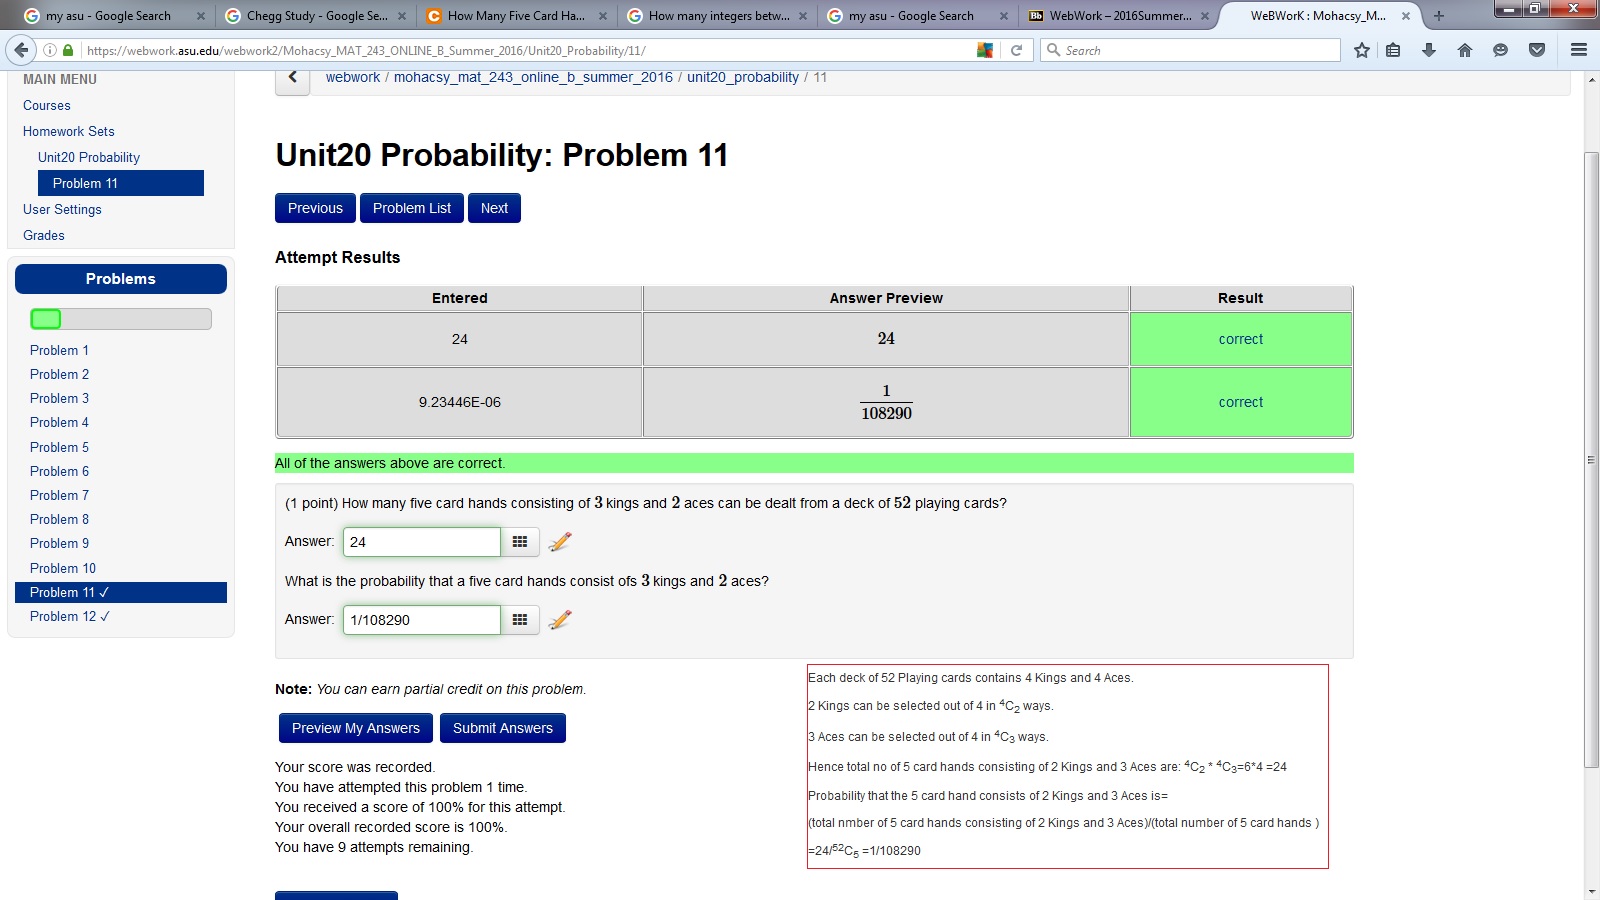 my asu - Google Search
Chegg Study - Google Se...
How Many Five Card Ha...
How many integers betw...
my asu - Google Search
Bb WebWork – 2016Summer...
WeBWorK : Mohacsy_M...
https://webwork.asu.edu/webwork2/Mohacsy_MAT_243_ONLINE_B_Summer_2016/Unit20_Probability/11/
Search
MAIN MENU
Courses
Homework Sets
Unit20 Probability
Problem 11
User Settings
Grades
Problems
Problem 1
Problem 2
Problem 3
Problem 4
Problem 5
Problem 6
Problem 7
Problem 8
Problem 9
Problem 10
Problem 11 ✓
Problem 12 ✓
webwork / mohacsy_mat_243_online_b_summer_2016 / unit20_probability / 11
Unit20 Probability: Problem 11
Previous Problem List Next
Attempt Results
Entered Answer Preview Result
24 24 correct
9.23446E-06 1/108290 correct
All of the answers above are correct.
(1 point) How many five card hands consisting of 3 kings and 2 aces can be dealt from a deck of 52 playing cards?
Answer: 24
What is the probability that a five card hands consist ofs 3 kings and 2 aces?
Answer: 1/108290
Note: You can earn partial credit on this problem.
Preview My Answers Submit Answers
Your score was recorded.
You have attempted this problem 1 time.
You received a score of 100% for this attempt.
Your overall recorded score is 100%.
You have 9 attempts remaining.
Each deck of 52 Playing cards contains 4 Kings and 4 Aces.
2 Kings can be selected out of 4 in ⁴C₂ ways.
3 Aces can be selected out of 4 in ⁴C₃ ways.
Hence total no of 5 card hands consisting of 2 Kings and 3 Aces are: ⁴C₂ * ⁴C₃=6*4 =24
Probability that the 5 card hand consists of 2 Kings and 3 Aces is=
(total nmber of 5 card hands consisting of 2 Kings and 3 Aces)/(total number of 5 card hands )
=24/⁵²C₅ =1/108290